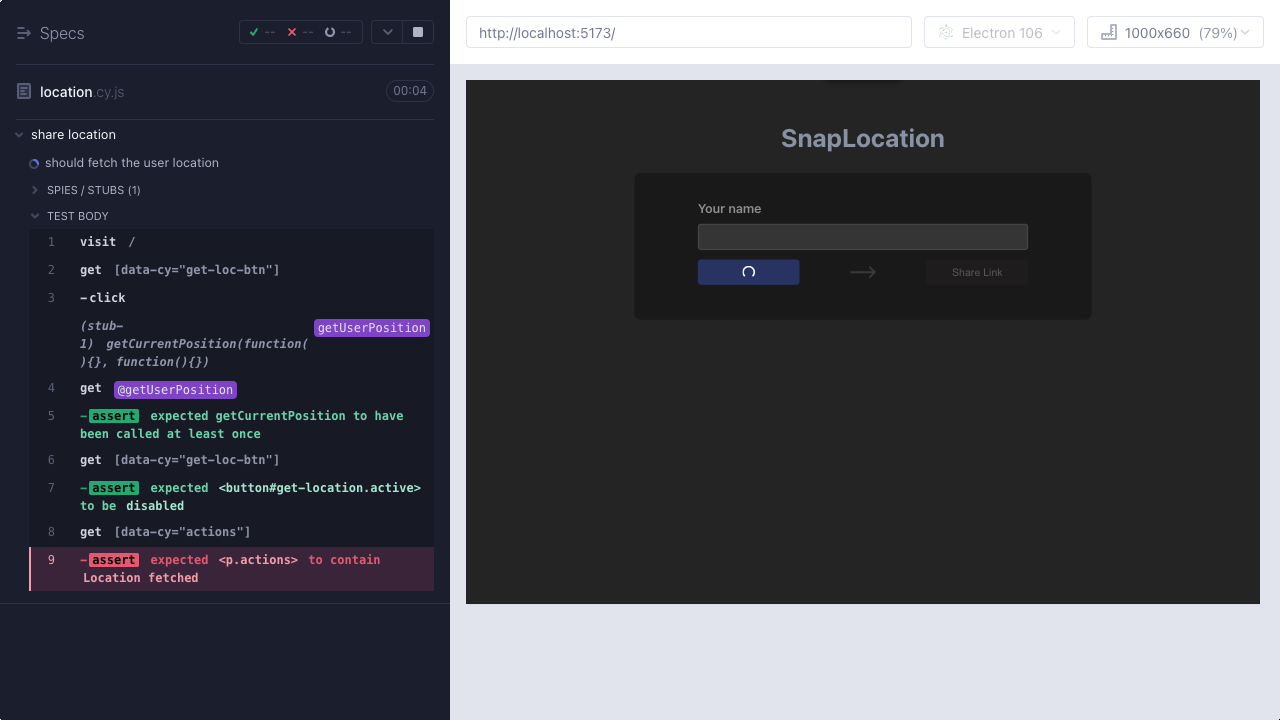 Specs
-- -- --
location.cy.js 00:04
share location
should fetch the user location
SPIES / STUBS (1)
TEST BODY
1 visit /
2 get [data-cy="get-loc-btn"]
3 -click
(stub- getUserPosition
1) getCurrentPosition(function(
){}, function(){})
4 get @getUserPosition
5 -assert expected getCurrentPosition to have
been called at least once
6 get [data-cy="get-loc-btn"]
7 -assert expected <button#get-location.active>
to be disabled
8 get [data-cy="actions"]
9 -assert expected <p.actions> to contain
Location fetched
http://localhost:5173/
Electron 106
1000x660 (79%)
SnapLocation
Your name
Share Link